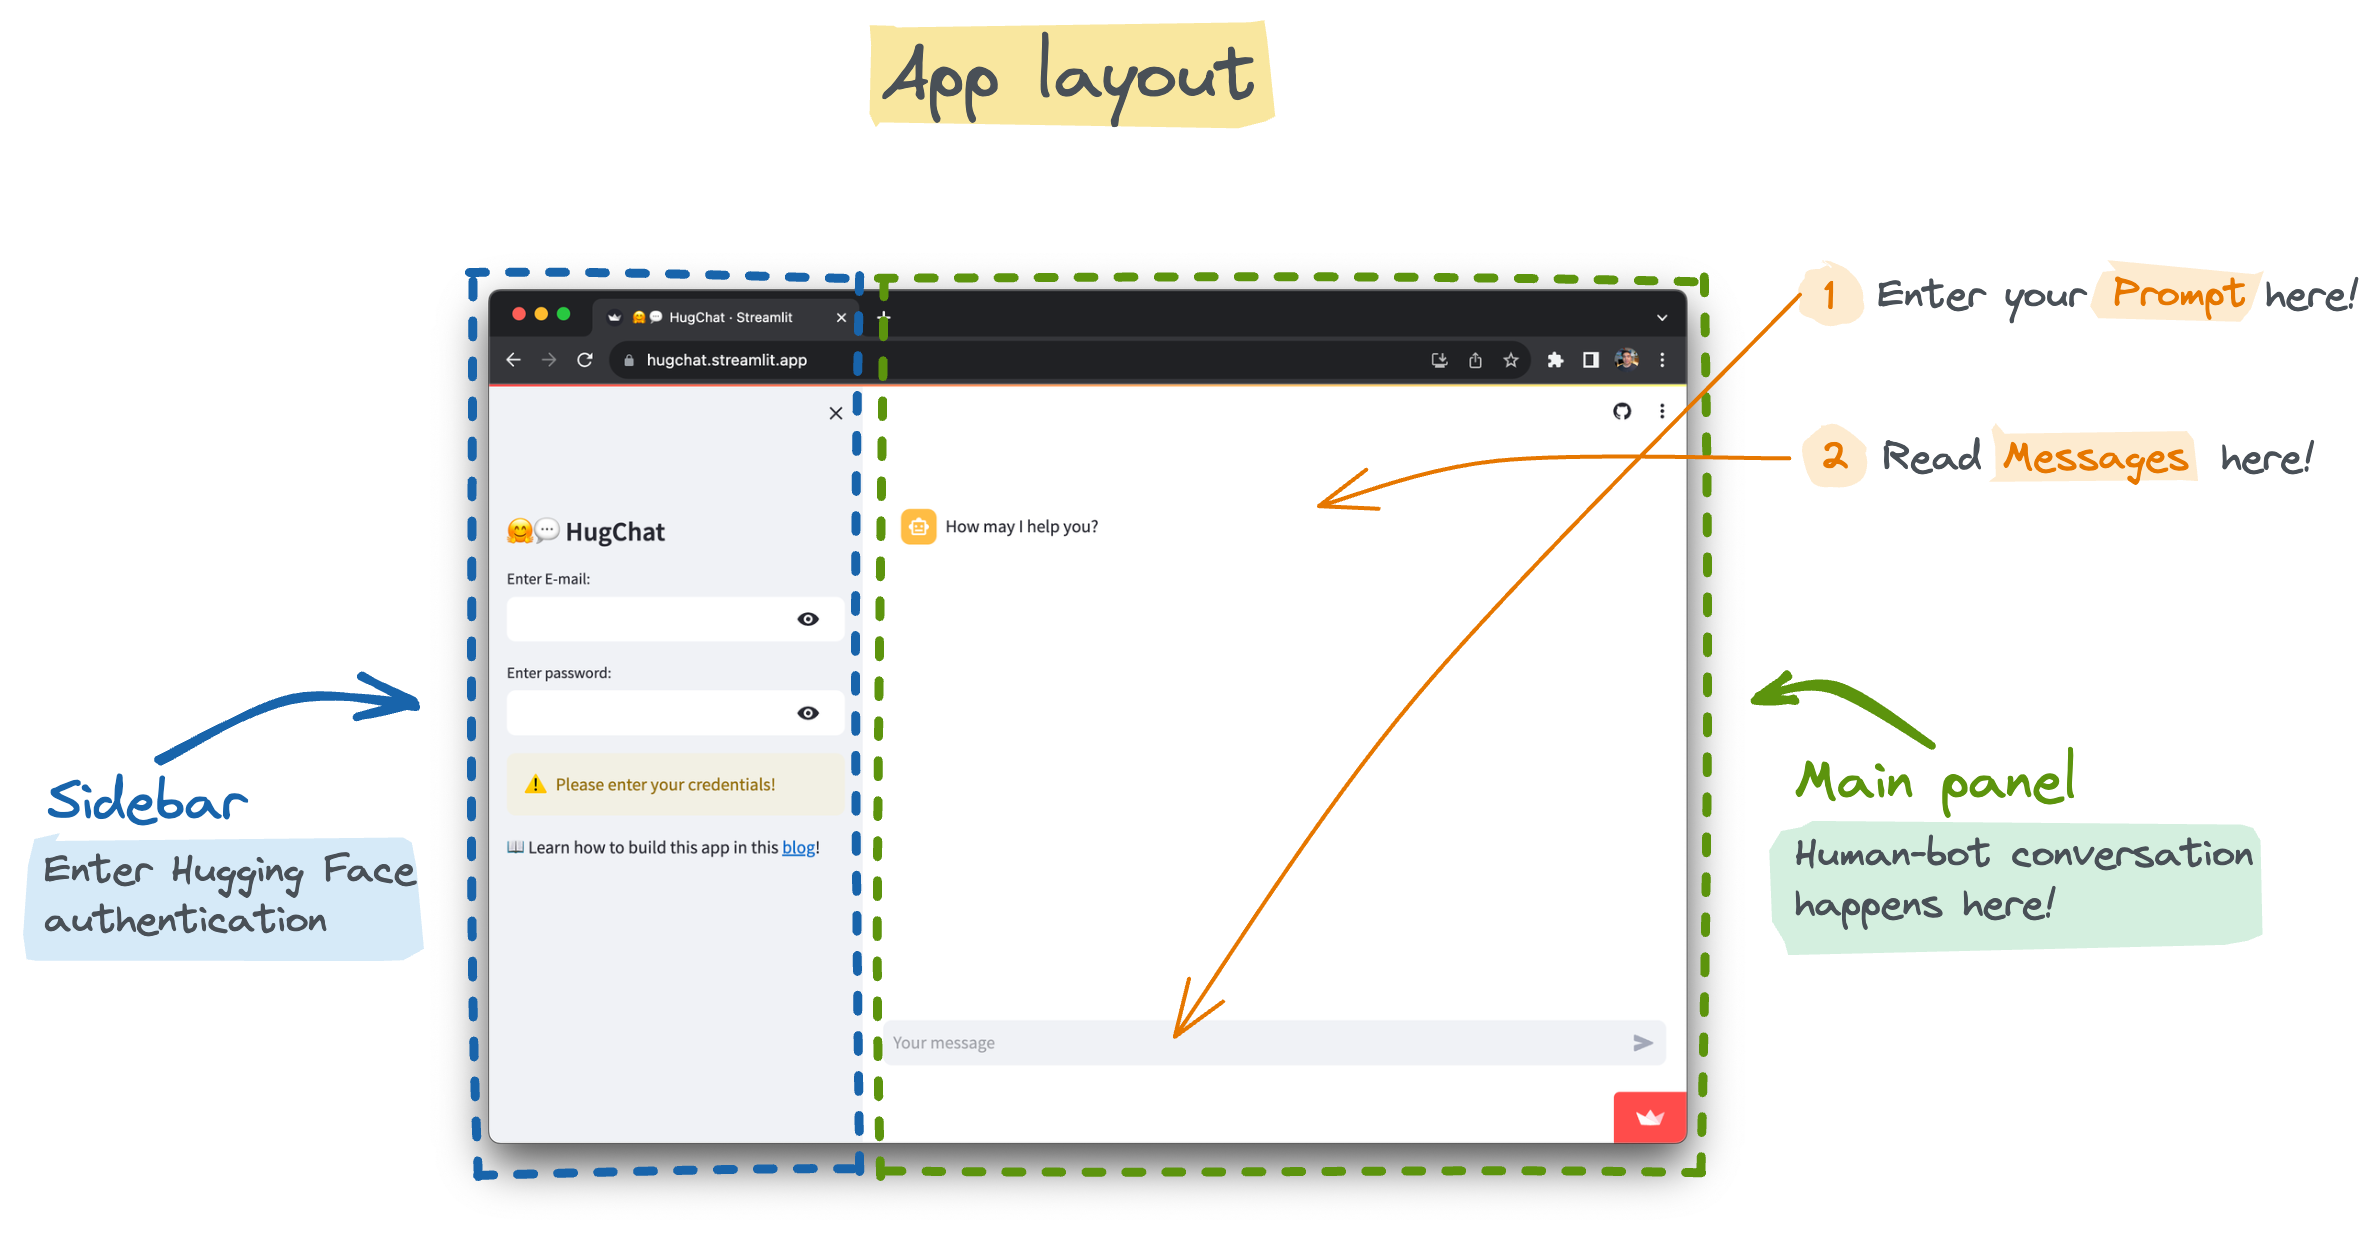 App layout
HugChat · Streamlit
hugchat.streamlit.app
1 Enter your Prompt here!
2 Read Messages here!
HugChat
Enter E-mail:
Enter password:
Please enter your credentials!
Learn how to build this app in this blog!
How may I help you?
Your message
Sidebar
Enter Hugging Face
authentication
Main panel
Human-bot conversation
happens here!